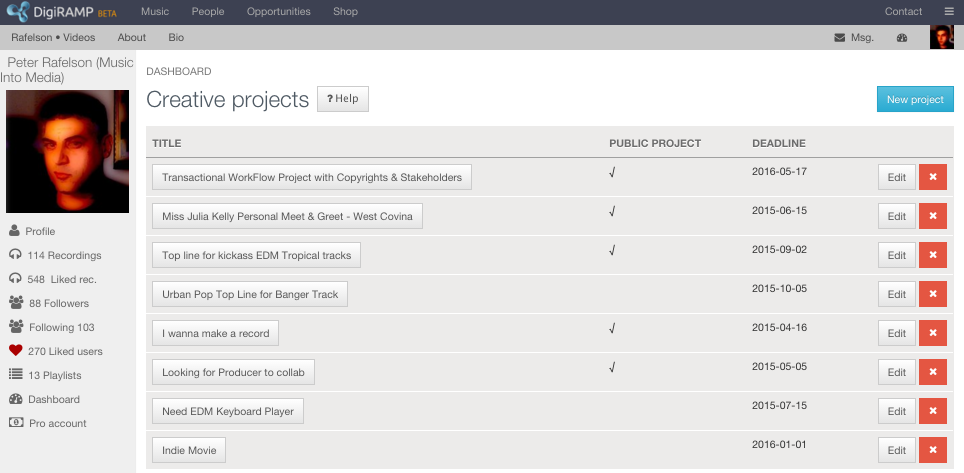 DigiRAMP BETA Music People Opportunities Shop Contact
Rafelson • Videos About Bio Msg.
Peter Rafelson (Music
Into Media)
Profile
114 Recordings
548 Liked rec.
88 Followers
Following 103
270 Liked users
13 Playlists
Dashboard
Pro account
DASHBOARD
Creative projects ? Help New project
TITLE PUBLIC PROJECT DEADLINE
Transactional WorkFlow Project with Copyrights & Stakeholders √ 2016-05-17 Edit ✖
Miss Julia Kelly Personal Meet & Greet - West Covina √ 2015-06-15 Edit ✖
Top line for kickass EDM Tropical tracks √ 2015-09-02 Edit ✖
Urban Pop Top Line for Banger Track 2015-10-05 Edit ✖
I wanna make a record √ 2015-04-16 Edit ✖
Looking for Producer to collab √ 2015-05-05 Edit ✖
Need EDM Keyboard Player 2015-07-15 Edit ✖
Indie Movie 2016-01-01 Edit ✖